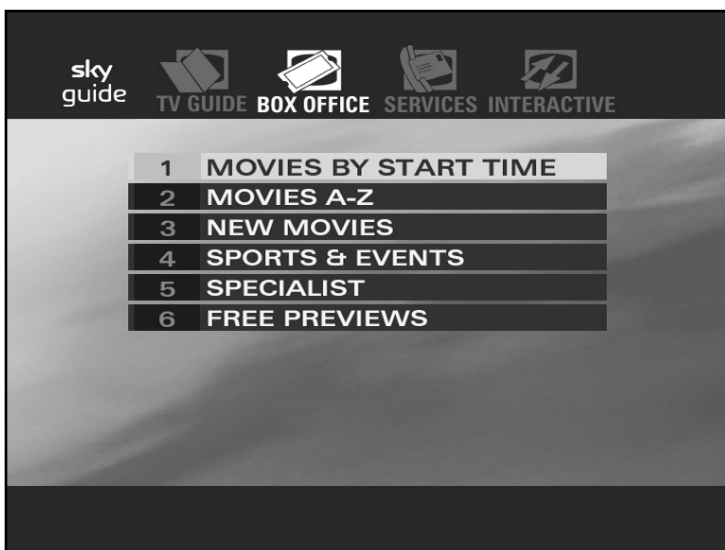 sky
guide
TV GUIDE BOX OFFICE SERVICES INTERACTIVE
1 MOVIES BY START TIME
2 MOVIES A-Z
3 NEW MOVIES
4 SPORTS & EVENTS
5 SPECIALIST
6 FREE PREVIEWS